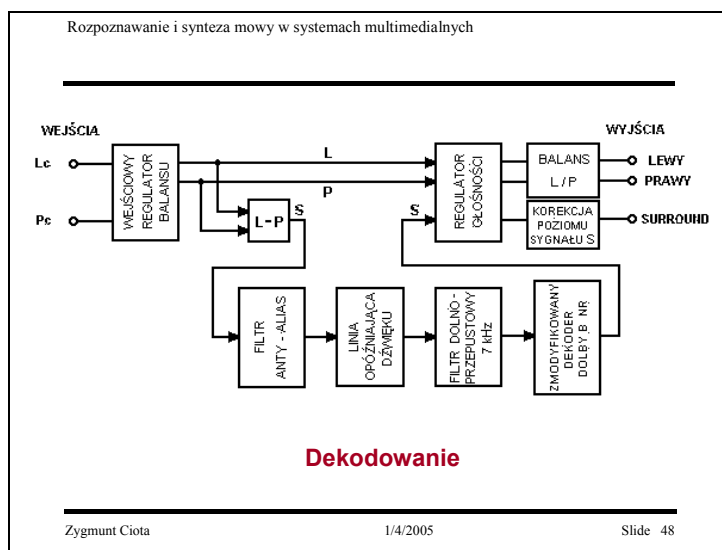 Rozpoznawanie i synteza mowy w systemach multimedialnych
WEJŚCIA
WYJŚCIA
Lc
Pc
WEJŚCIOWY
REGULATOR
BALANSU
L
P
L-P
S
S
REGULATOR
GŁOŚNOŚCI
BALANS
L/P
KOREKCJA
POZIOMU
SYGNAŁU S
LEWY
PRAWY
SURROUND
FILTR
ANTY-ALIAS
LINIA
OPÓŹNIAJĄCA
DŹWIĘKU
FILTR DOLNO-
PRZEPUSTOWY
7 kHz
ZMODYFIKOWANY
DEKODER
DOLBY B NR
Dekodowanie
Zygmunt Ciota
1/4/2005
Slide 48